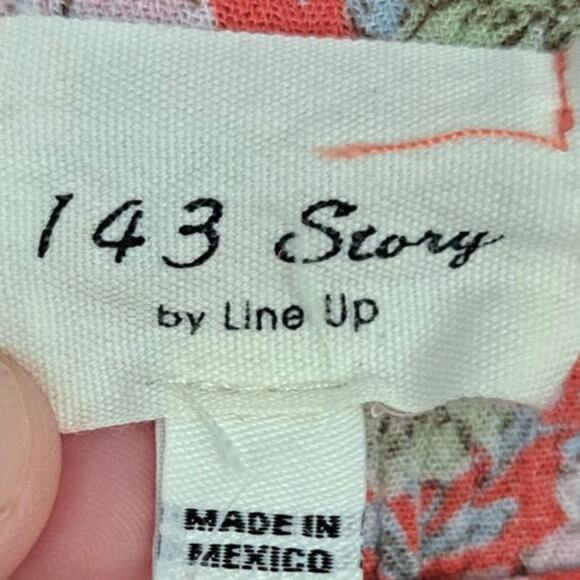 143 Story
by Line Up
MADE IN
MEXICO